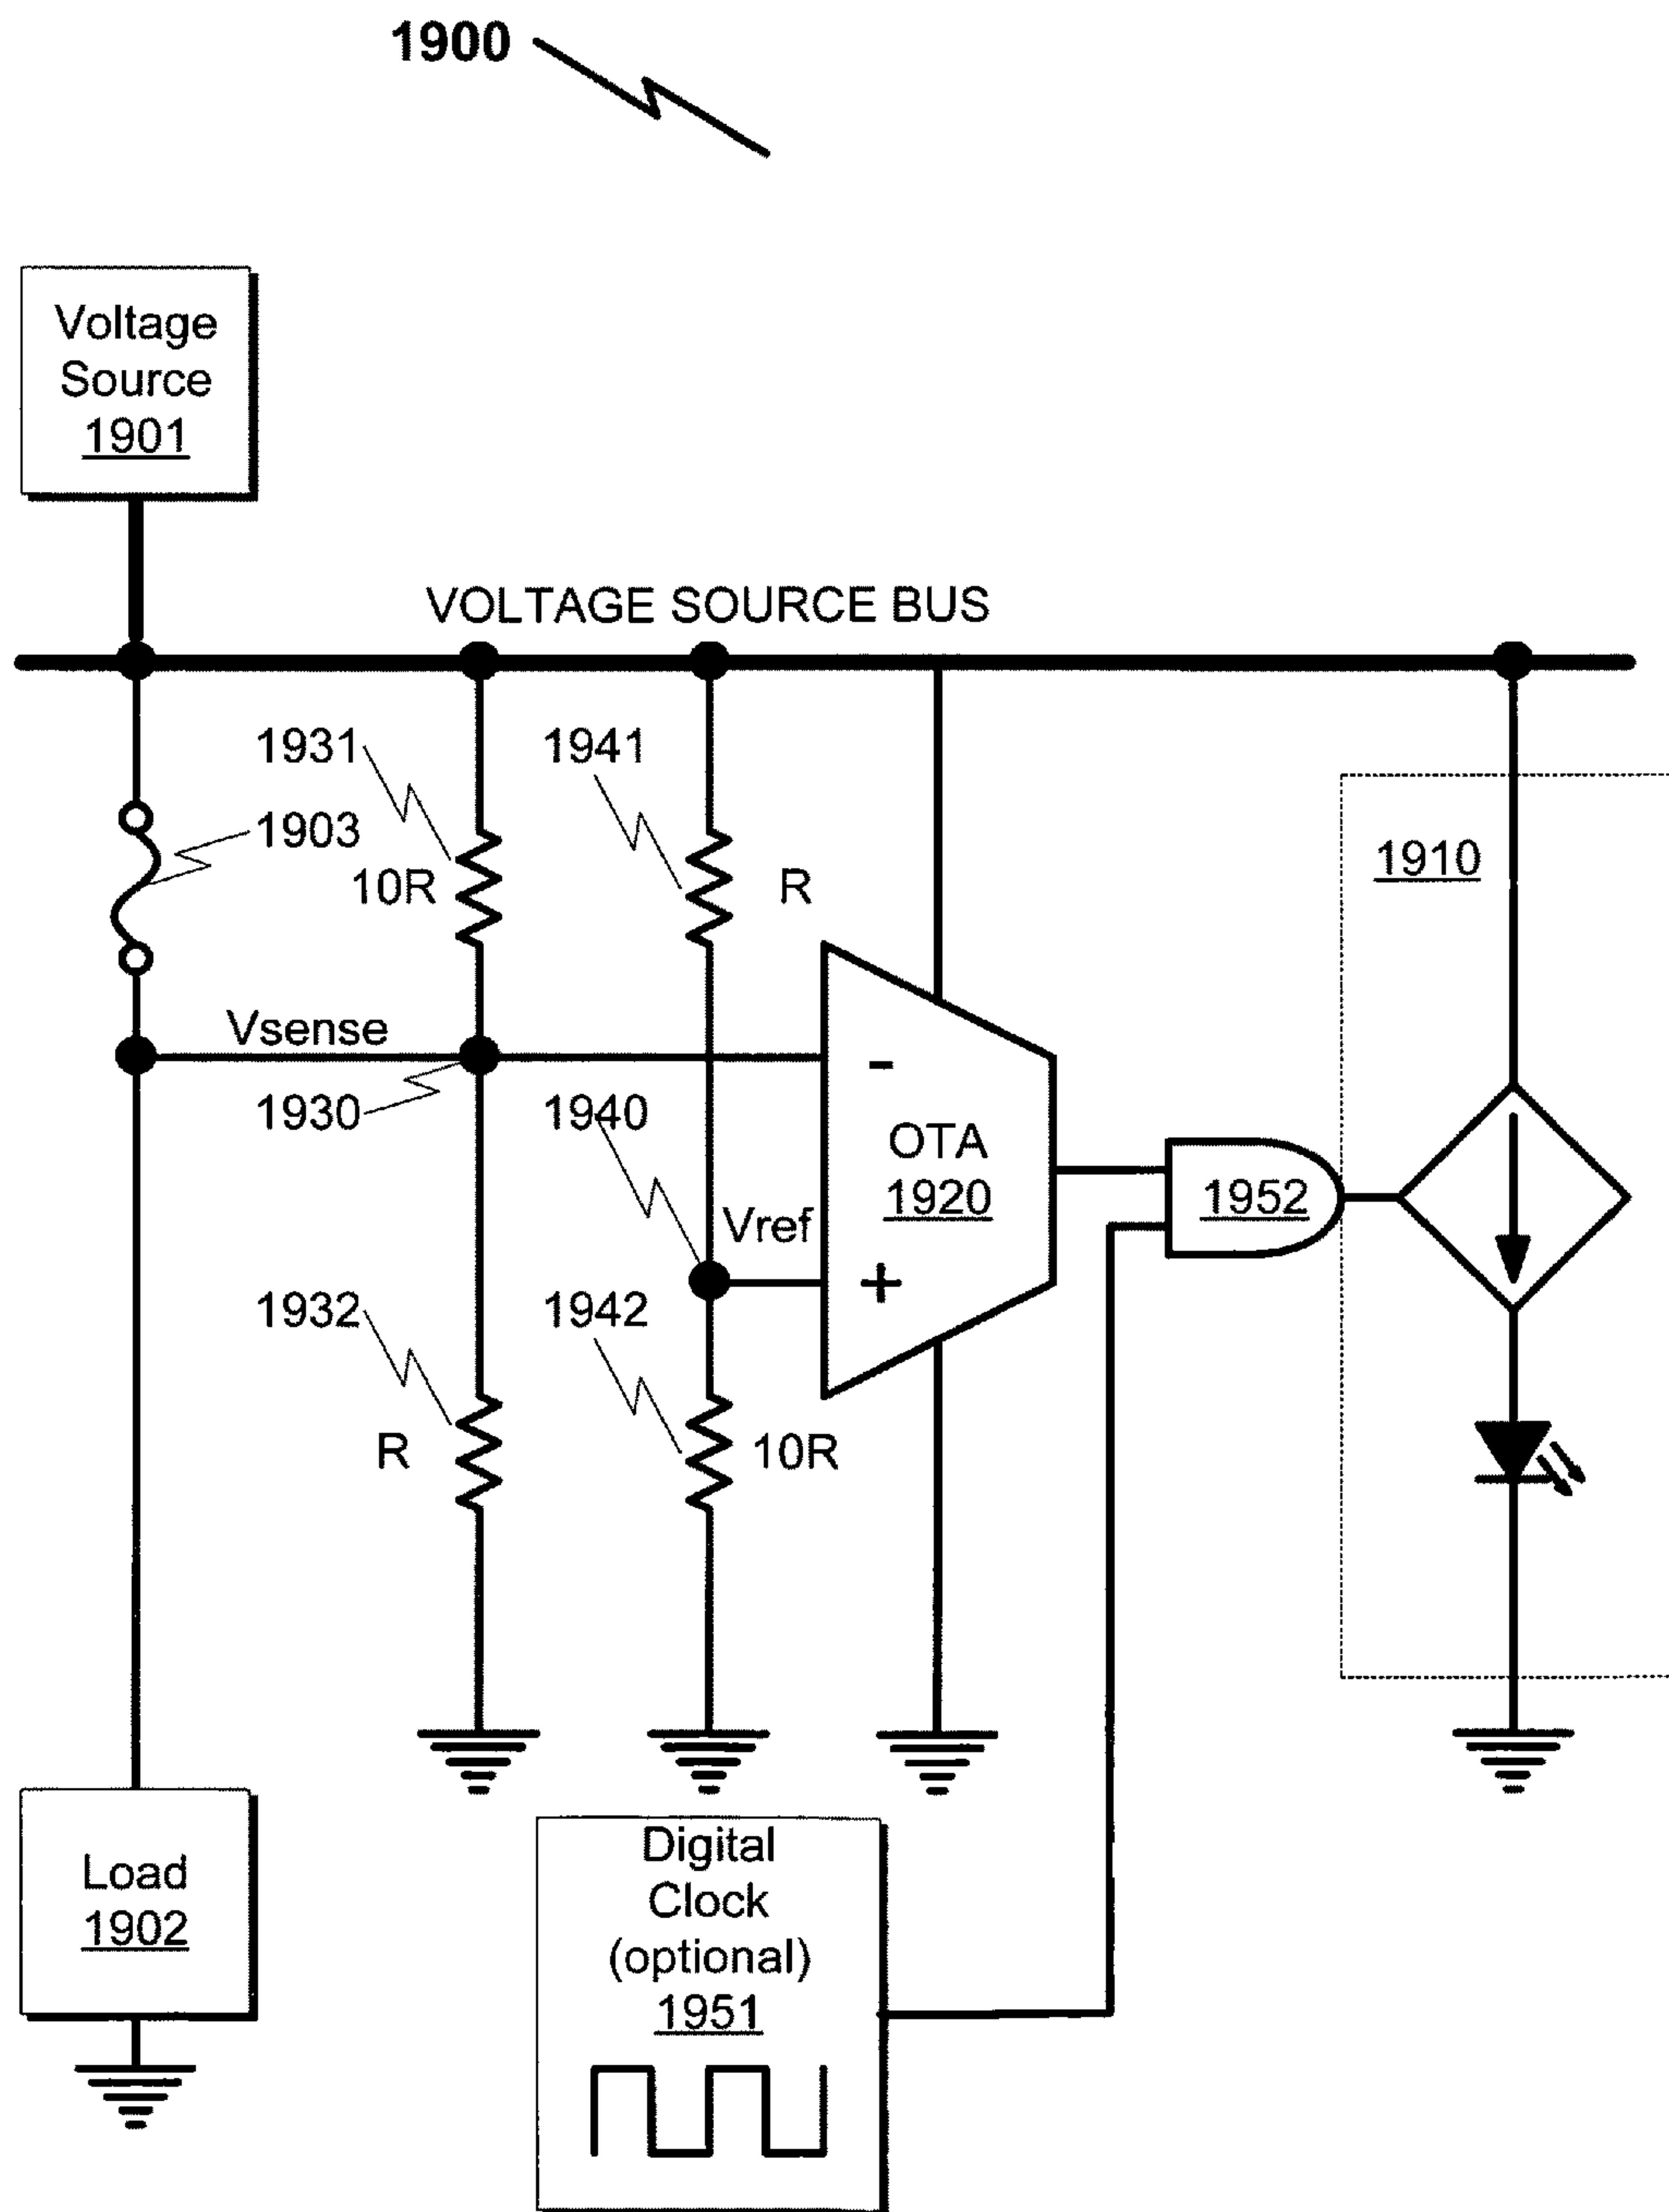 1900
Voltage
Source
1901
VOLTAGE SOURCE BUS
1931
1941
1903
10R
R
1910
Vsense
-
1930
1940
OTA
1920
1952
Vref
+
1932
1942
R
10R
Load
1902
Digital
Clock
(optional)
1951